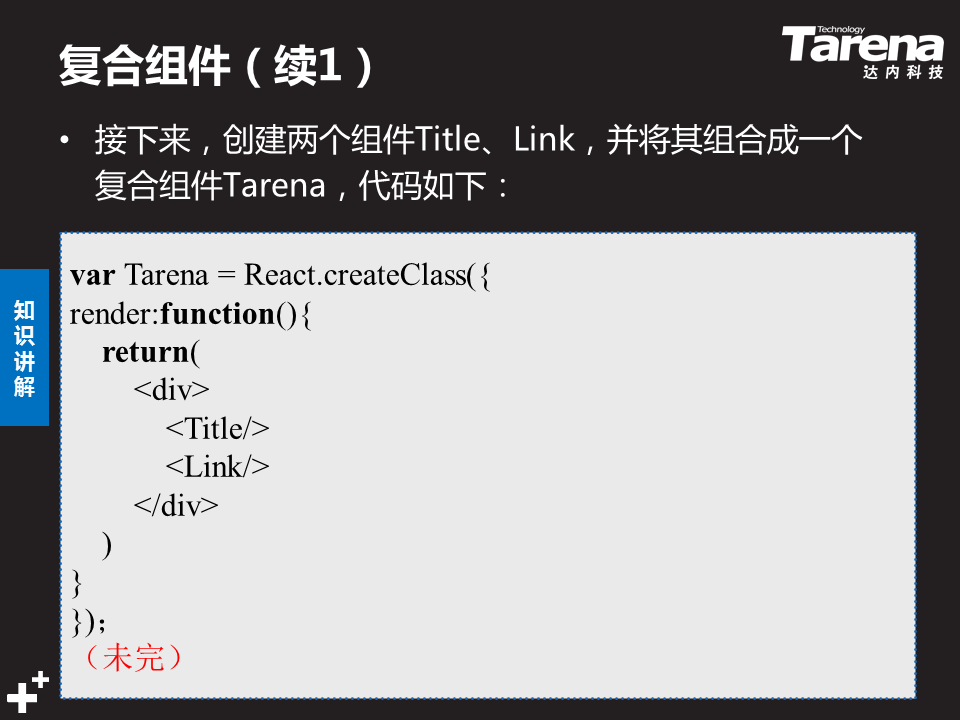 复合组件（续1）
Technology
Tarena
达内科技
• 接下来，创建两个组件Title、Link，并将其组合成一个
复合组件Tarena，代码如下：
知
识
讲
解
var Tarena = React.createClass({
render:function(){
    return(
        <div>
            <Title/>
            <Link/>
        </div>
    )
}
});
（未完）